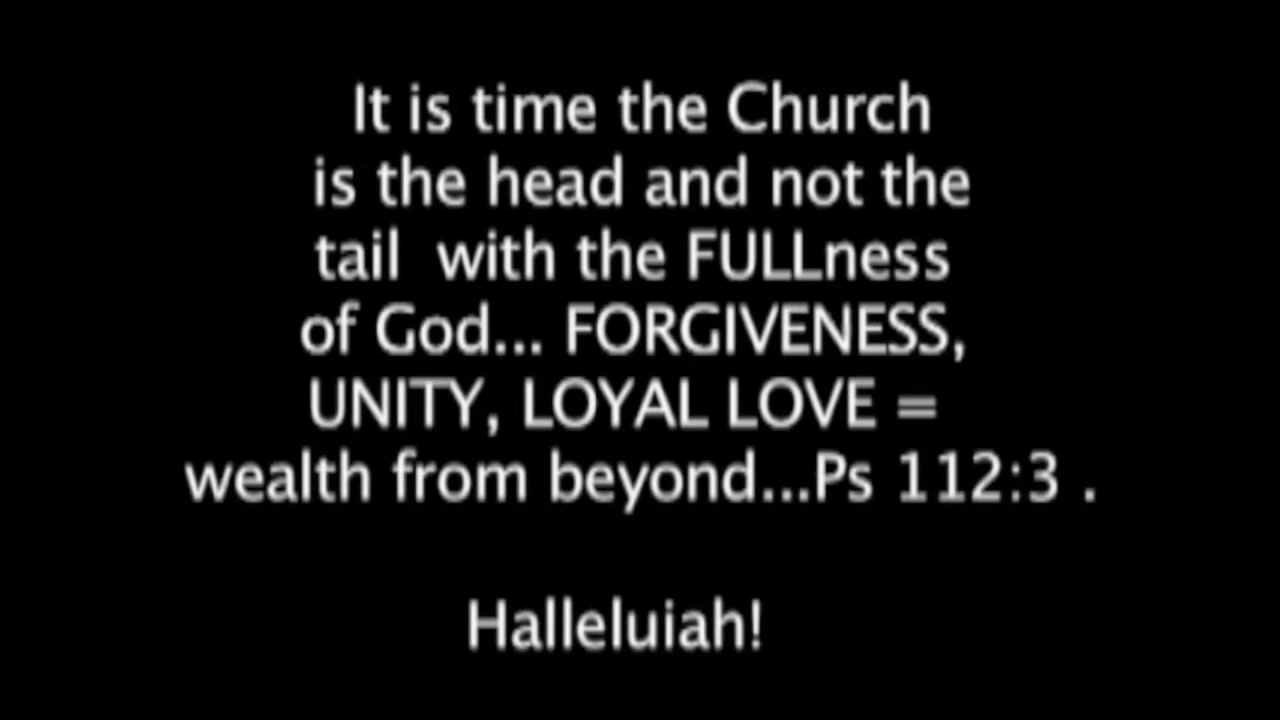 It is time the Church
is the head and not the
tail  with the FULLness
of God... FORGIVENESS,
UNITY, LOYAL LOVE =
wealth from beyond...Ps 112:3 .
Halleluiah!